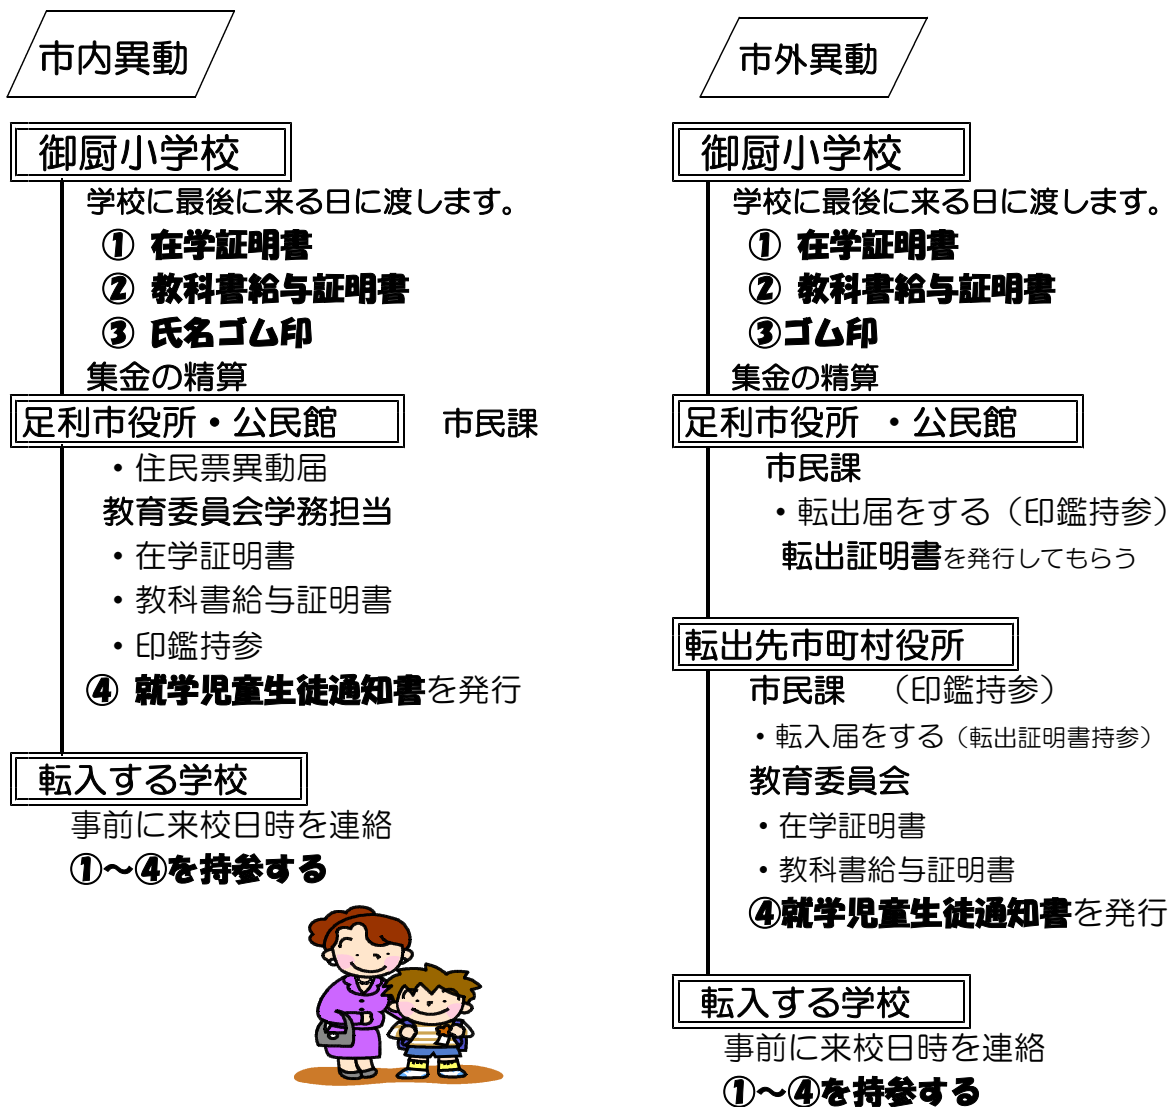 市内異動
御厨小学校
学校に最後に来る日に渡します。
① 在学証明書
② 教科書給与証明書
③ 氏名ゴム印
集金の精算
足利市役所・公民館 市民課
・住民票異動届
教育委員会学務担当
・在学証明書
・教科書給与証明書
・印鑑持参
④ 就学児童生徒通知書を発行
転入する学校
事前に来校日時を連絡
①～④を持参する
市外異動
御厨小学校
学校に最後に来る日に渡します。
① 在学証明書
② 教科書給与証明書
③ゴム印
集金の精算
足利市役所 ・公民館
市民課
・転出届をする（印鑑持参）
転出証明書を発行してもらう
転出先市町村役所
市民課 （印鑑持参）
・転入届をする（転出証明書持参）
教育委員会
・在学証明書
・教科書給与証明書
④就学児童生徒通知書を発行
転入する学校
事前に来校日時を連絡
①～④を持参する